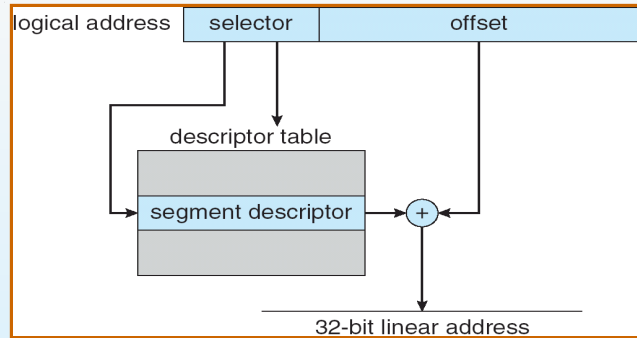 logical address selector offset
descriptor table
segment descriptor +
32-bit linear address